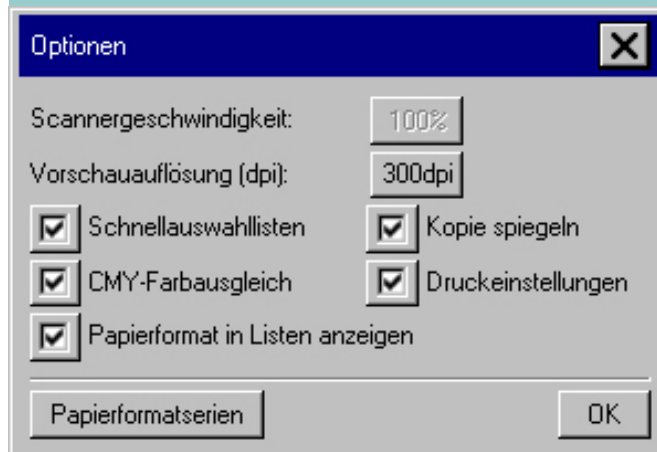 Optionen
Scannergeschwindigkeit: 100%
Vorschauauflösung (dpi): 300dpi
Schnellauswahllisten Kopie spiegeln
CMY-Farbausgleich Druckeinstellungen
Papierformat in Listen anzeigen
Papierformatserien OK